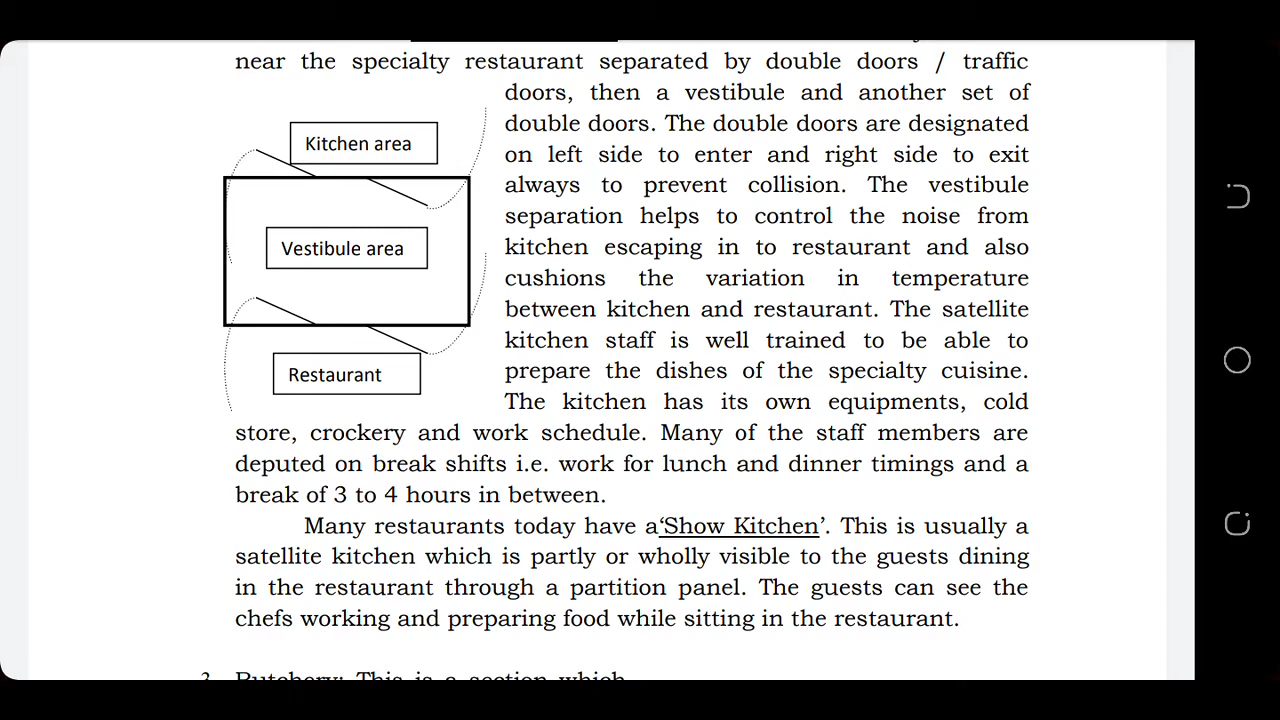 near the specialty restaurant separated by double doors / traffic
doors, then a vestibule and another set of
double doors. The double doors are designated
on left side to enter and right side to exit
always to prevent collision. The vestibule
separation helps to control the noise from
kitchen escaping in to restaurant and also
cushions the variation in temperature
between kitchen and restaurant. The satellite
kitchen staff is well trained to be able to
prepare the dishes of the specialty cuisine.
The kitchen has its own equipments, cold
Kitchen area
Vestibule area
Restaurant
store, crockery and work schedule. Many of the staff members are
deputed on break shifts i.e. work for lunch and dinner timings and a
break of 3 to 4 hours in between.
Many restaurants today have a‘Show Kitchen’. This is usually a
satellite kitchen which is partly or wholly visible to the guests dining
in the restaurant through a partition panel. The guests can see the
chefs working and preparing food while sitting in the restaurant.
Butchery: This is a section which